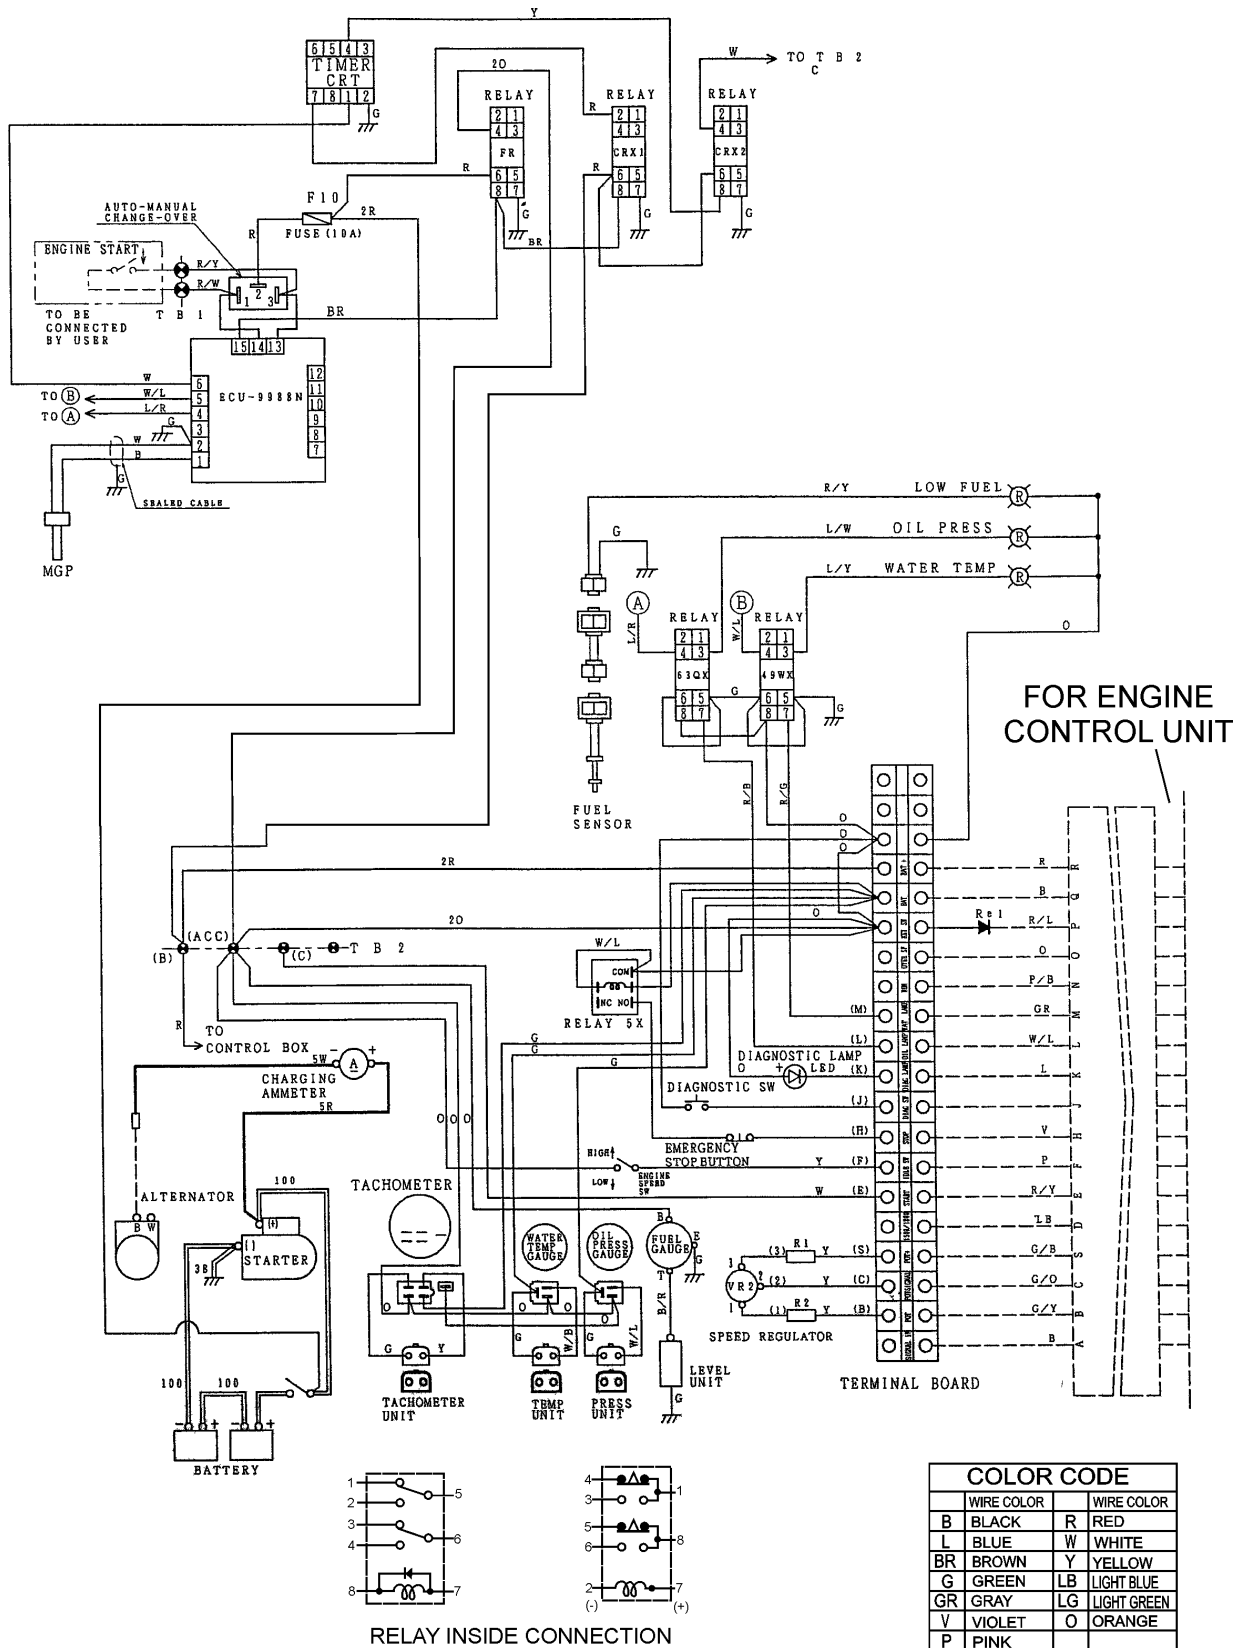 Y
6 5 4 3
TIMER
CRT
7 8 1 2
G
20
W
TO T B 2
C
RELAY
2 1
4 3
FR
6 5
8 7
G
R
RELAY
2 1
4 3
CRX1
6 5
8 7
G
R
R
RELAY
2 1
4 3
CRX2
6 5
8 7
G
BR
F10
2R
FUSE (10A)
R
AUTO-MANUAL
CHANGE-OVER
ENGINE START
R/Y
R/W
1 2 3
TO BE
CONNECTED
BY USER
T B 1
BR
15 14 13
ECU-9988N
6
5
4
3
2
1
12
11
10
9
8
7
W
TO B
W/L
TO A
L/R
G
W
B
G
SEALED CABLE
MGP
R/Y
LOW FUEL
R
L/W
OIL PRESS
R
L/Y
WATER TEMP
R
G
A
L/R
RELAY
2 1
4 3
63QX
6 5
8 7
B
W/L
RELAY
2 1
4 3
49WX
6 5
8 7
G
G
O
FUEL
SENSOR
R/B
R/G
FOR ENGINE
CONTROL UNIT
O
O
O
2R
BAT +
R
R
BAT
B
Q
20
O
Re1
R/L
P
O
O
P/B
N
(M)
GR
M
(L)
W/L
L
(K)
L
K
(J)
J
(H)
STOP
V
H
(F)
P
F
(E)
START
R/Y
E
LB
D
(S)
G/B
S
(C)
G/O
C
(B)
POT
G/Y
B
B
A
(ACC)
(B)
(C)
T B 2
R
TO
CONTROL BOX
W/L
COM
NC NO
RELAY 5X
G
G
G
DIAGNOSTIC LAMP
O
+
LED
DIAGNOSTIC SW
EMERGENCY
STOP BUTTON
HIGH
LOW
ENGINE
SPEED
SW
Y
W
5W
-
A
+
CHARGING
AMMETER
5R
O O O
100
ALTERNATOR
B W
(+)
(-)
STARTER
3B
TACHOMETER
WATER
TEMP
GAUGE
OIL
PRESS
GAUGE
B
FUEL
GAUGE
E
G
T
B/R
LEVEL
UNIT
G
O
O
O
O
G
Y
TACHOMETER
UNIT
G
W/B
TEMP
UNIT
G
W/L
PRESS
UNIT
3
VR2
2
1
(3)
R1
Y
(2)
Y
(1)
R2
Y
SPEED REGULATOR
TERMINAL BOARD
100
100
- +
- +
BATTERY
1
2
3
4
5
6
8
7
4
3
5
6
2
(-)
1
8
7
(+)
RELAY INSIDE CONNECTION
COLOR CODE
WIRE COLOR WIRE COLOR
B BLACK R RED
L BLUE W WHITE
BR BROWN Y YELLOW
G GREEN LB LIGHT BLUE
GR GRAY LG LIGHT GREEN
V VIOLET O ORANGE
P PINK